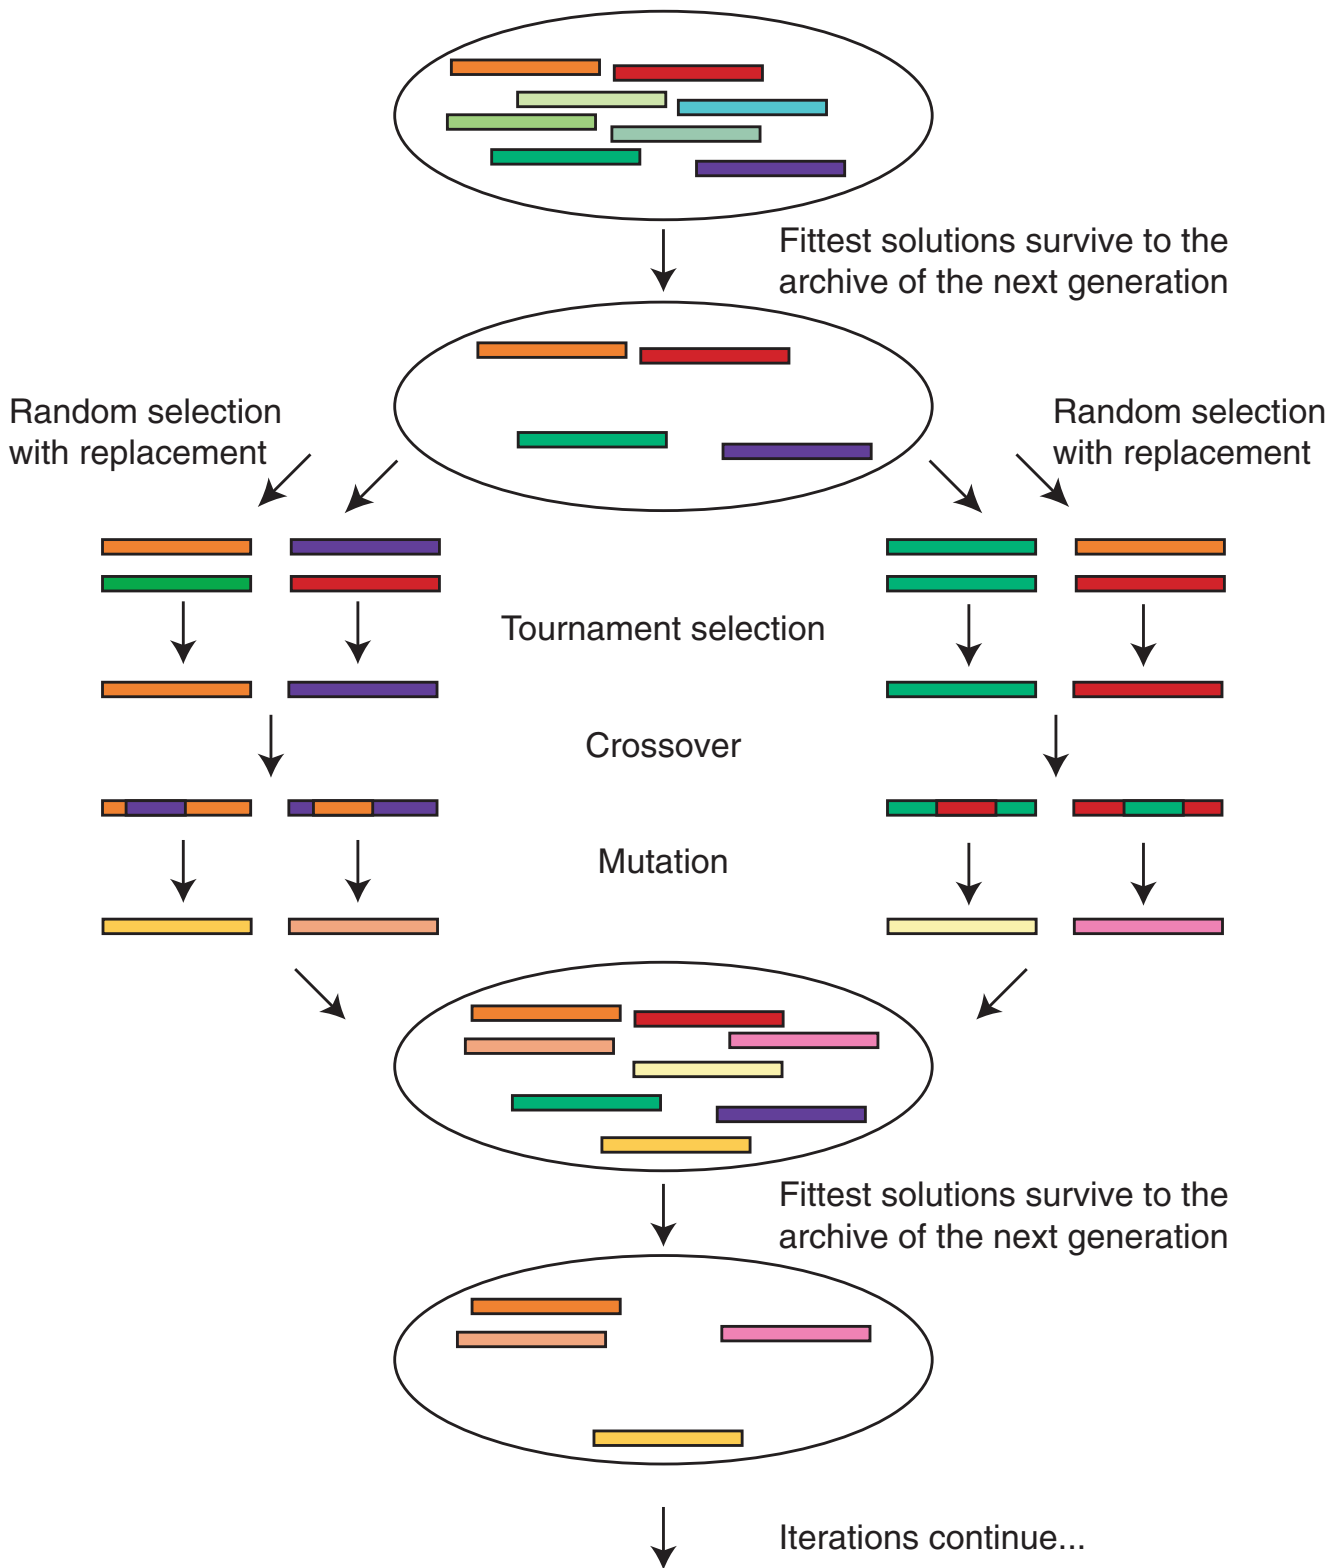 Fittest solutions survive to the
archive of the next generation
Random selection
with replacement
Random selection
with replacement
Tournament selection
Crossover
Mutation
Fittest solutions survive to the
archive of the next generation
Iterations continue...